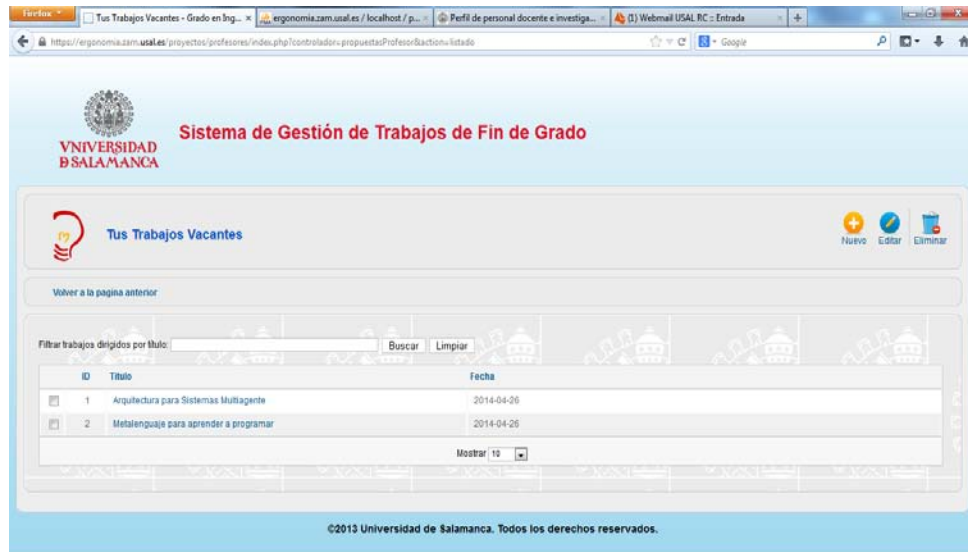 Firefox
Tus Trabajos Vacantes - Grado en Ing...
ergonomia.zam.usal.es / localhost / p...
Perfil de personal docente e investiga...
(1) Webmail USAL RC :: Entrada
https://ergonomia.zam.usal.es/proyectos/profesores/index.php?controlador=propuestasProfesor&action=listado
Google
VNIVERSIDAD
D SALAMANCA
Sistema de Gestión de Trabajos de Fin de Grado
Tus Trabajos Vacantes
Nuevo Editar Eliminar
Volver a la pagina anterior
Filtrar trabajos dirigidos por titulo: Buscar Limpiar
ID Titulo Fecha
1 Arquitectura para Sistemas Multiagente 2014-04-26
2 Metalenguaje para aprender a programar 2014-04-26
Mostrar 10
©2013 Universidad de Salamanca. Todos los derechos reservados.